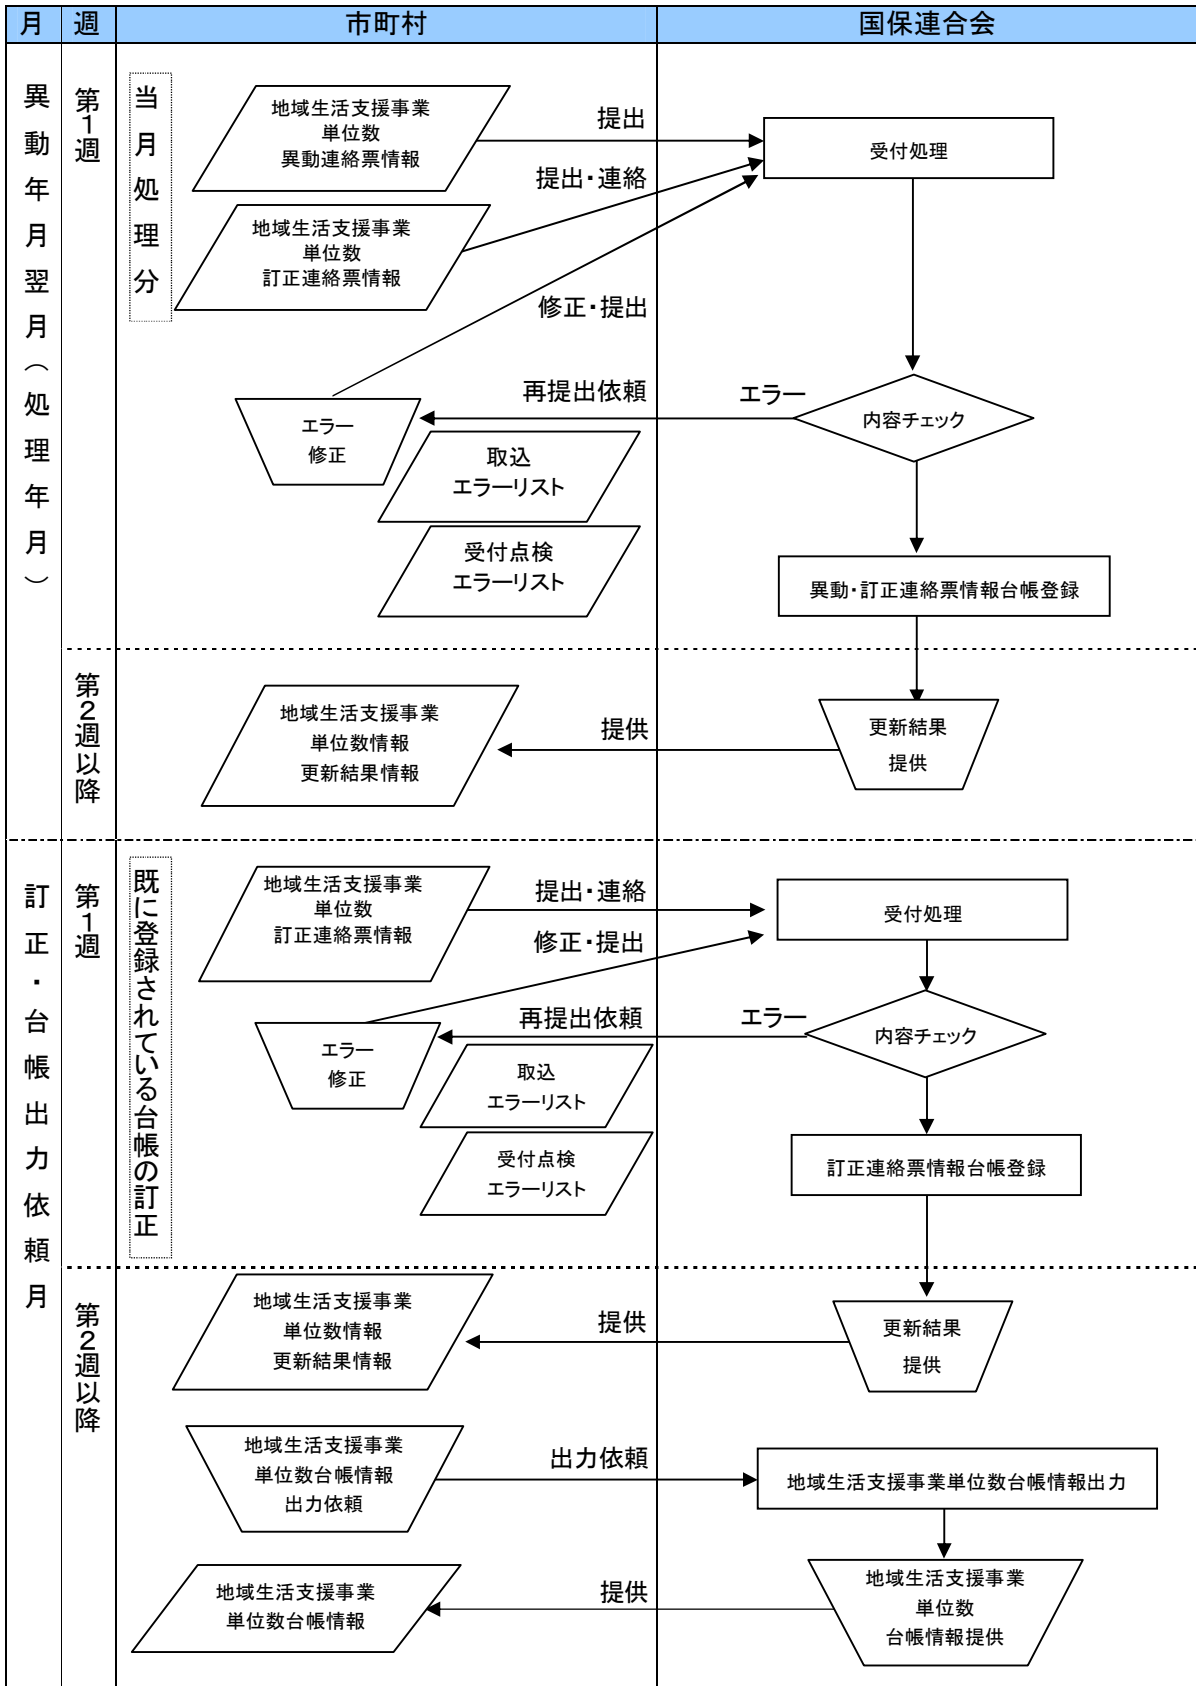 月
週
市町村
国保連合会
異動年月翌月（処理年月）
第1週
当月処理分
地域生活支援事業
単位数
異動連絡票情報
提出
受付処理
提出・連絡
地域生活支援事業
単位数
訂正連絡票情報
修正・提出
再提出依頼
エラー
内容チェック
エラー
修正
取込
エラーリスト
受付点検
エラーリスト
異動・訂正連絡票情報台帳登録
第2週以降
地域生活支援事業
単位数情報
更新結果情報
提供
更新結果
提供
訂正・台帳出力依頼月
第1週
既に登録されている台帳の訂正
地域生活支援事業
単位数
訂正連絡票情報
提出・連絡
受付処理
修正・提出
再提出依頼
エラー
内容チェック
エラー
修正
取込
エラーリスト
受付点検
エラーリスト
訂正連絡票情報台帳登録
第2週以降
地域生活支援事業
単位数情報
更新結果情報
提供
更新結果
提供
地域生活支援事業
単位数台帳情報
出力依頼
出力依頼
地域生活支援事業単位数台帳情報出力
地域生活支援事業
単位数台帳情報
提供
地域生活支援事業
単位数
台帳情報提供